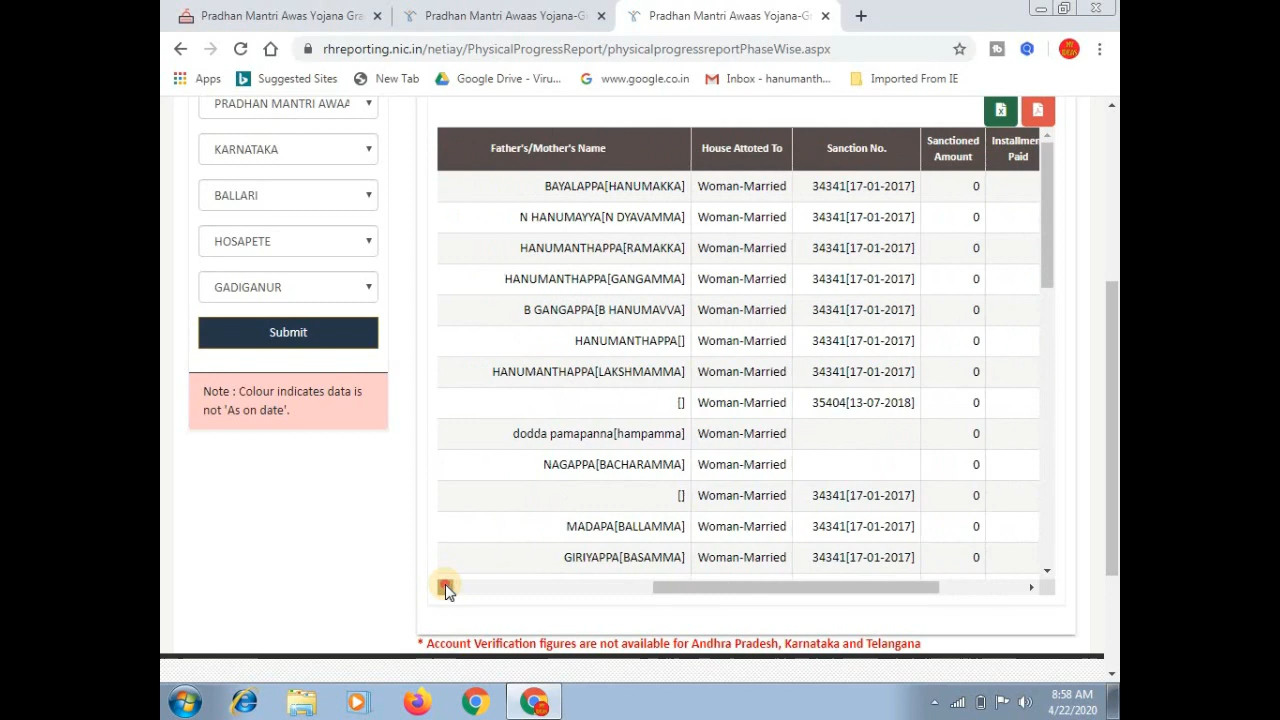 Pradhan Mantri Awas Yojana Gra
Pradhan Mantri Awaas Yojana-G
Pradhan Mantri Awaas Yojana-G
rhreporting.nic.in/netiay/PhysicalProgressReport/physicalprogressreportPhaseWise.aspx
Apps Suggested Sites New Tab Google Drive - Viru... www.google.co.in Inbox - hanumanth... Imported From IE
PRADHAN MANTRI AWAA
KARNATAKA
BALLARI
HOSAPETE
GADIGANUR
Submit
Note : Colour indicates data is
not 'As on date'.
Father's/Mother's Name House Attoted To Sanction No. Sanctioned Amount Installmen Paid
BAYALAPPA[HANUMAKKA] Woman-Married 34341[17-01-2017] 0
N HANUMAYYA[N DYAVAMMA] Woman-Married 34341[17-01-2017] 0
HANUMANTHAPPA[RAMAKKA] Woman-Married 34341[17-01-2017] 0
HANUMANTHAPPA[GANGAMMA] Woman-Married 34341[17-01-2017] 0
B GANGAPPA[B HANUMAVVA] Woman-Married 34341[17-01-2017] 0
HANUMANTHAPPA[] Woman-Married 34341[17-01-2017] 0
HANUMANTHAPPA[LAKSHMAMMA] Woman-Married 34341[17-01-2017] 0
[] Woman-Married 35404[13-07-2018] 0
dodda pamapanna[hampamma] Woman-Married 0
NAGAPPA[BACHARAMMA] Woman-Married 0
[] Woman-Married 34341[17-01-2017] 0
MADAPA[BALLAMMA] Woman-Married 34341[17-01-2017] 0
GIRIYAPPA[BASAMMA] Woman-Married 34341[17-01-2017] 0
* Account Verification figures are not available for Andhra Pradesh, Karnataka and Telangana
8:58 AM
4/22/2020